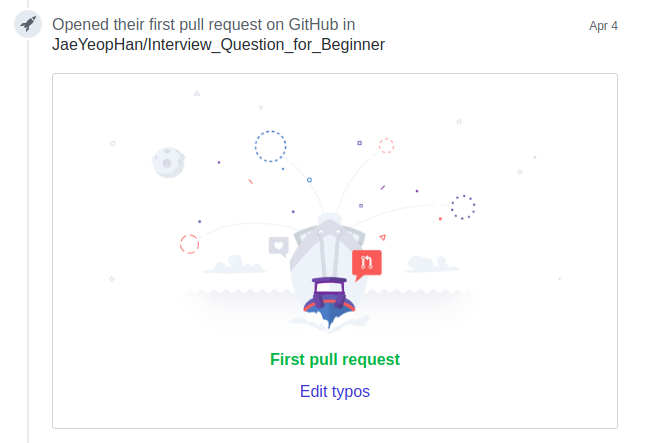 Opened their first pull request on GitHub in
Apr 4
JaeYeopHan/Interview_Question_for_Beginner
First pull request
Edit typos